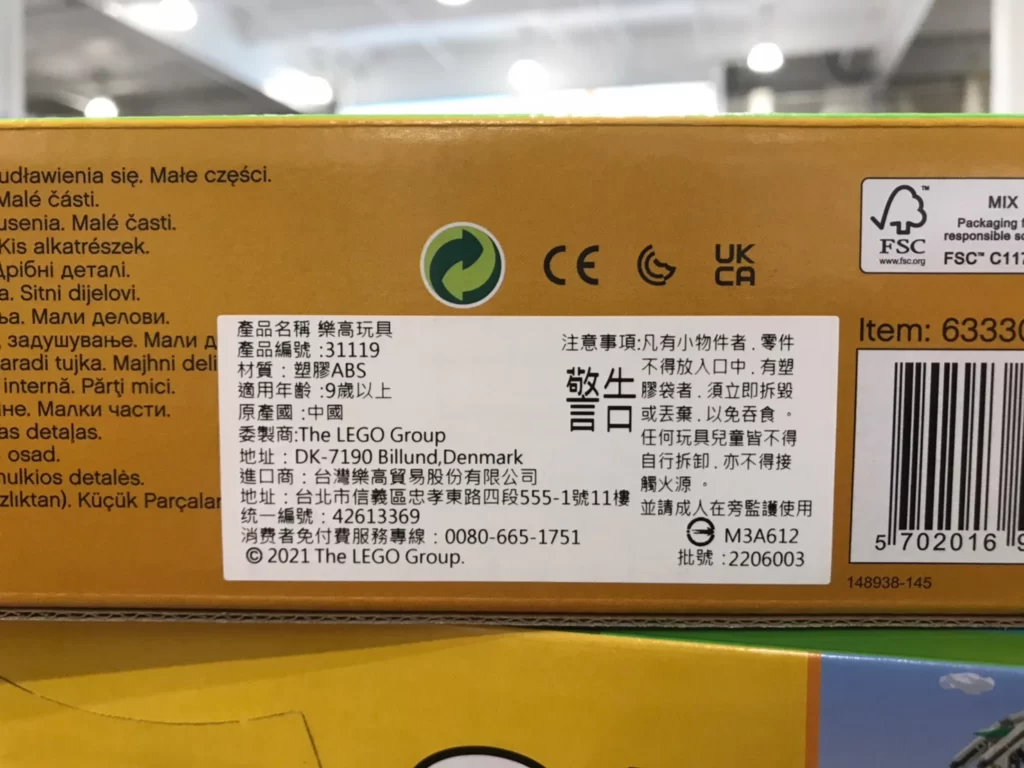 udławienia się. Małe części.
Malé části.
usenia. Malé časti.
Kis alkatrészek.
Дрібні деталі.
a. Sitni dijelovi.
ьа. Мали делови.
, задушување. Мали д
aradi tujka. Majhni deli
internă. Părţi mici.
не. Малки части.
as detaļas.
osad.
nulkios detalės.
zlıktan). Küçük Parçalar
CE
UK
CA
FSC
www.fsc.org
MIX
Packaging f
responsible so
FSC™ C117
產品名稱 樂高玩具
產品編號 :31119
材質：塑膠ABS
適用年齡 :9歲以上
原產國 :中國
委製商:The LEGO Group
地址：DK-7190 Billund,Denmark
進口商：台灣樂高貿易股份有限公司
地址：台北市信義區忠孝東路四段555-1號11樓
统一編號：42613369
消費者免付費服務專線：0080-665-1751
© 2021 The LEGO Group.
警告
注意事項:凡有小物件者﹒零件
不得放入口中﹒有塑
膠袋者﹒須立即拆毀
或丟棄﹒以免吞食。
任何玩具兒童皆不得
自行拆卸﹒亦不得接
觸火源。
並請成人在旁監護使用
M3A612
批號:2206003
Item: 6330
5 702016 9
148938-145